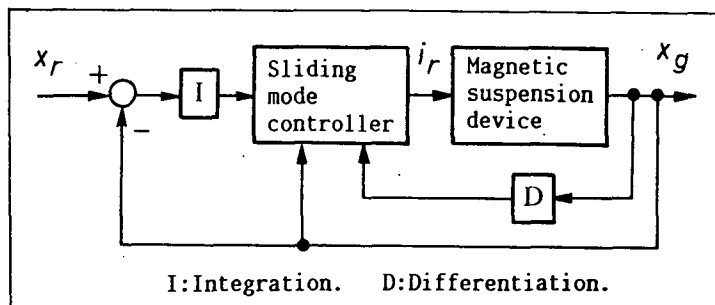 x_r
+
−
I
Sliding
mode
controller
i_r
Magnetic
suspension
device
x_g
D
I:Integration. D:Differentiation.